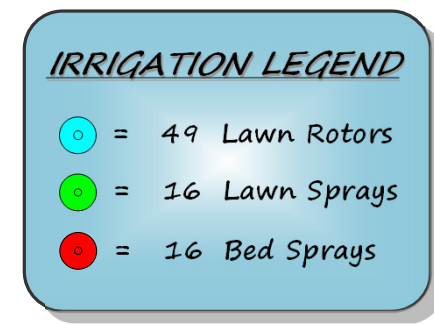 IRRIGATION LEGEND
= 49 Lawn Rotors
= 16 Lawn Sprays
= 16 Bed Sprays